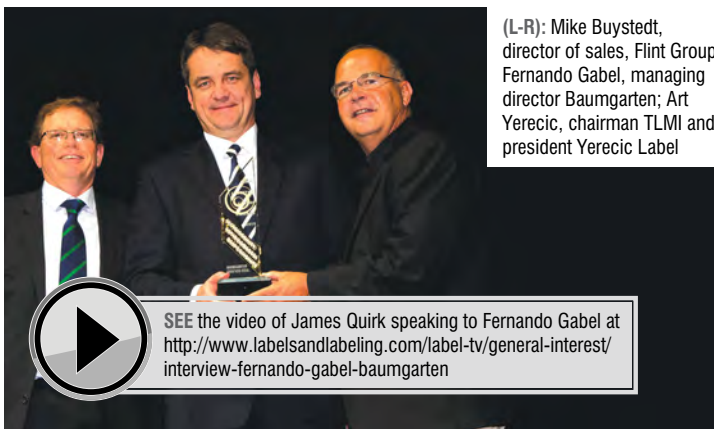 (L-R): Mike Buystedt,
director of sales, Flint Group
Fernando Gabel, managing
director Baumgarten; Art
Yerecic, chairman TLMI and
president Yerecic Label
SEE the video of James Quirk speaking to Fernando Gabel at
http://www.labelsandlabeling.com/label-tv/general-interest/
interview-fernando-gabel-baumgarten